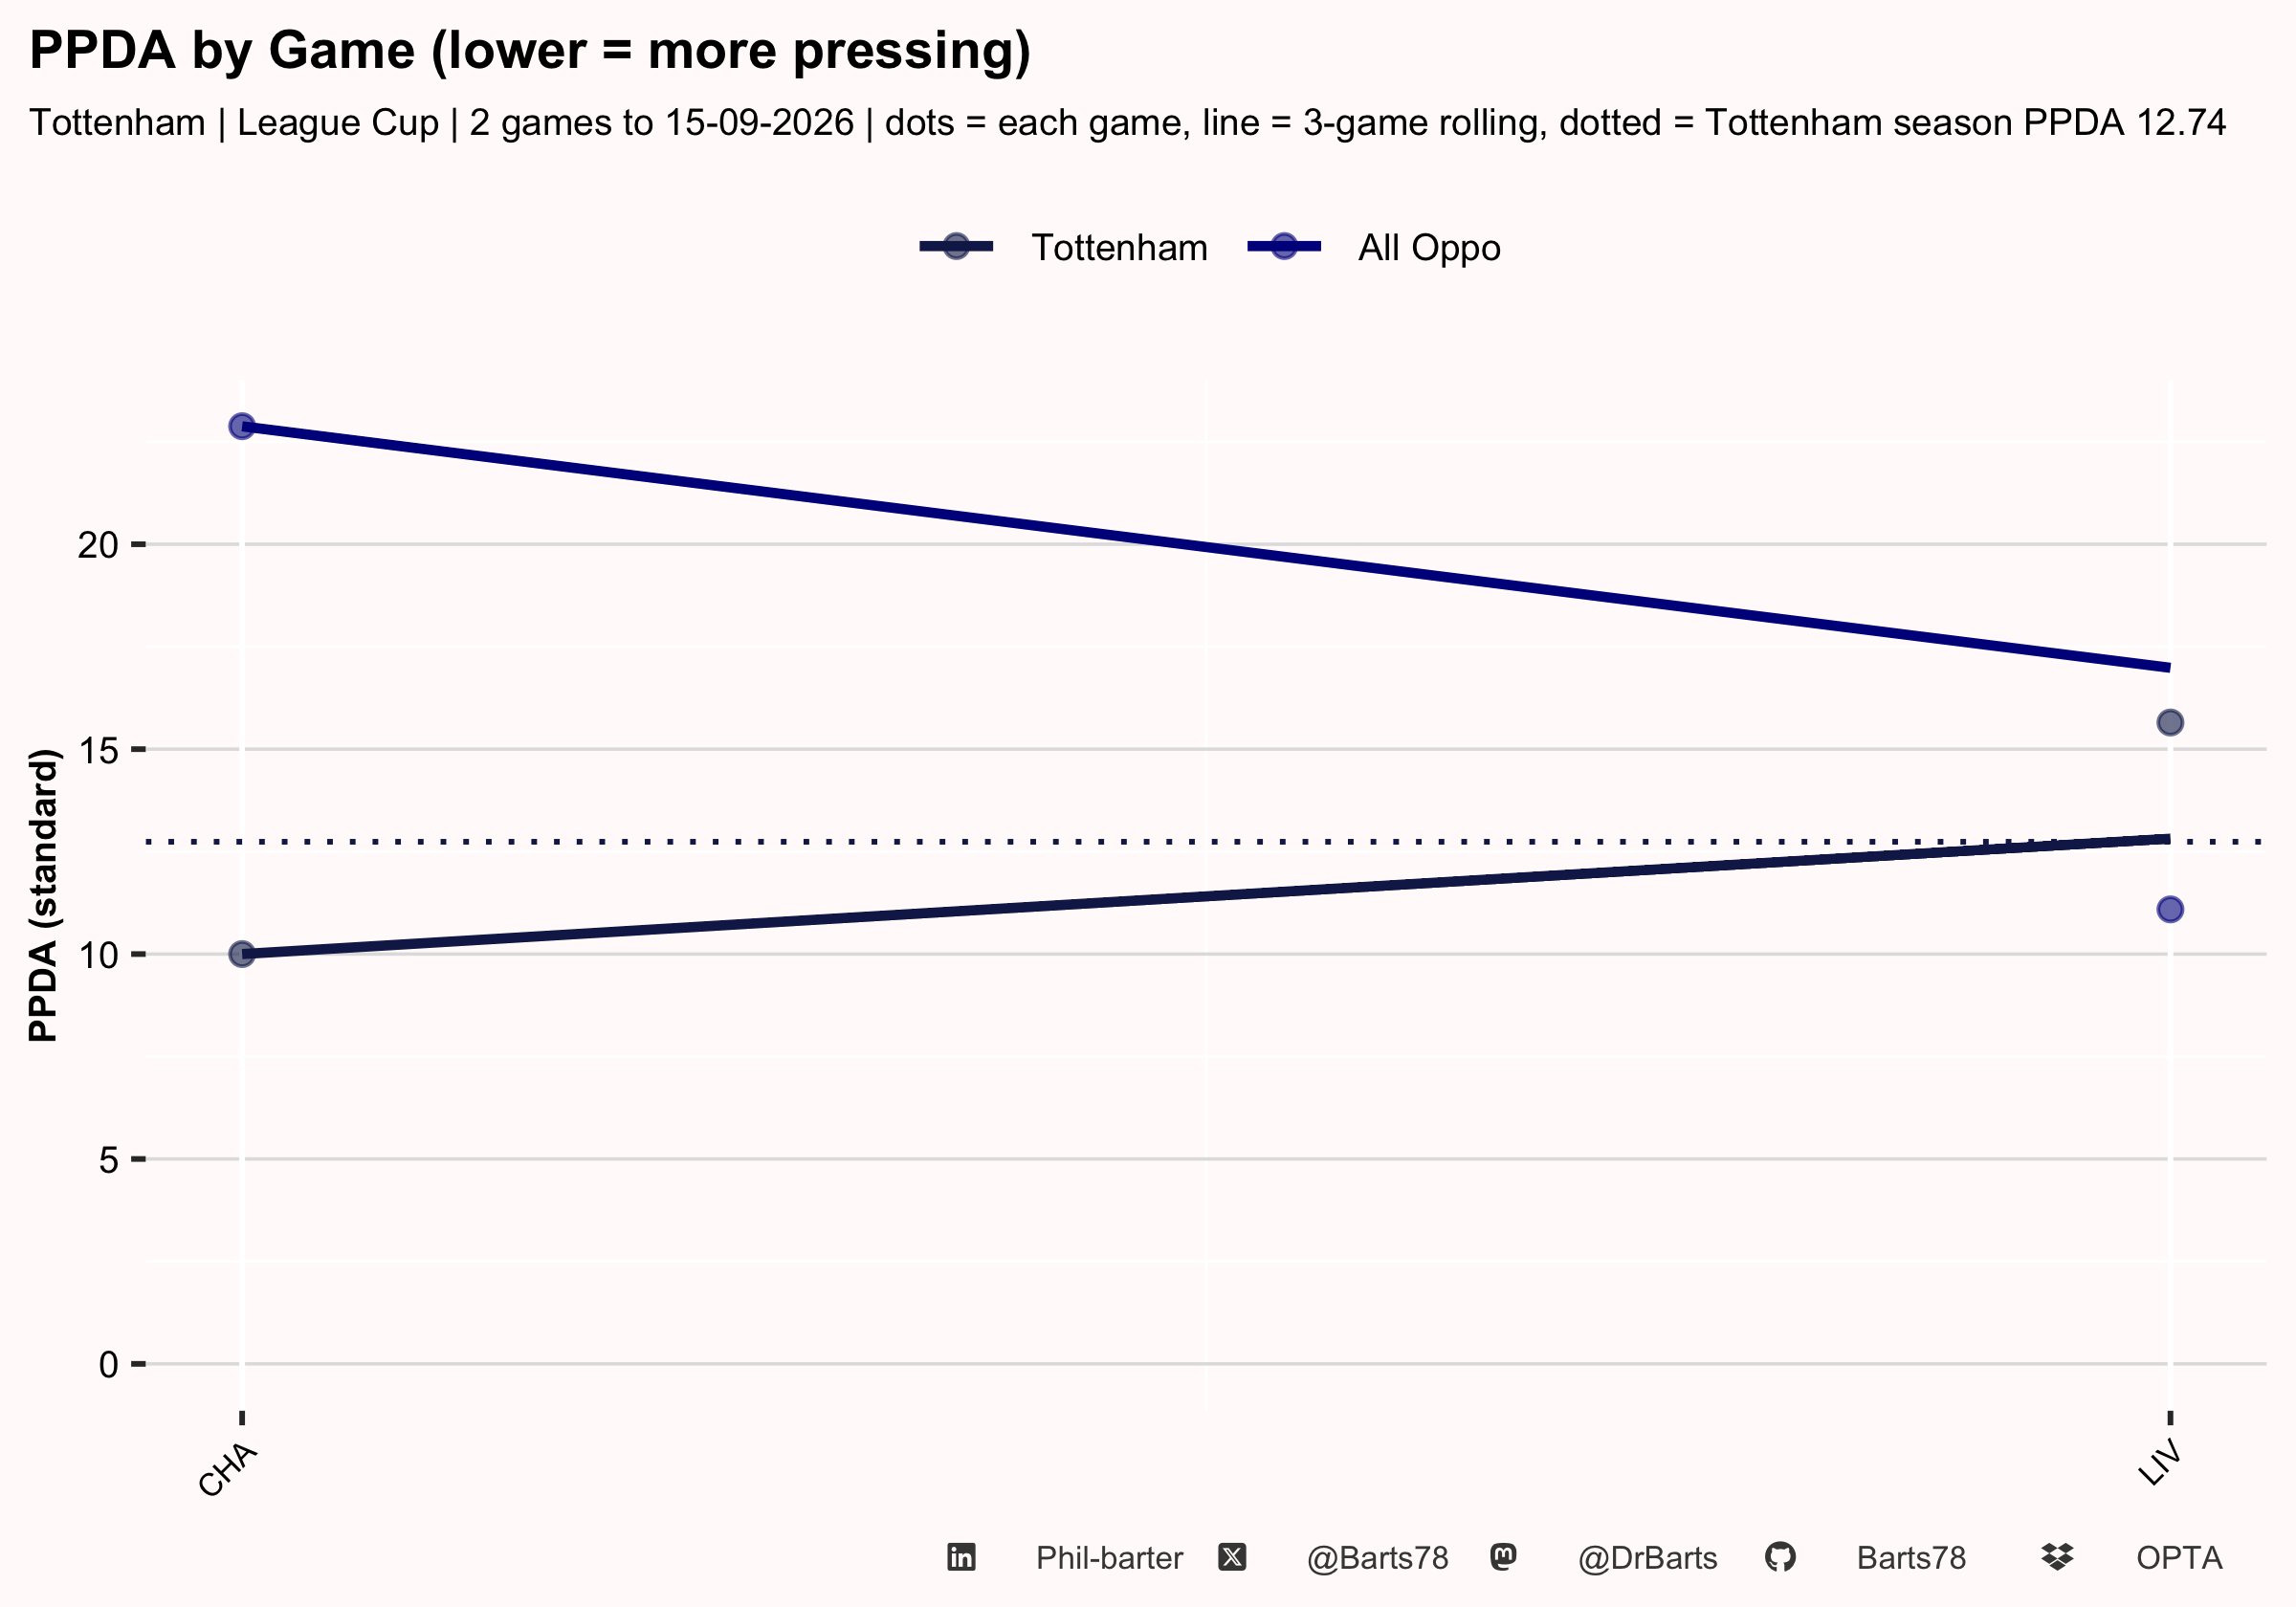 PPDA by Game (lower = more pressing)
Tottenham | League Cup | 2 games to 15-09-2026 | dots = each game, line = 3-game rolling, dotted = Tottenham season PPDA 12.74
Tottenham All Oppo
PPDA (standard)
20
15
10
5
0
CHA LIV
Phil-barter @Barts78 @DrBarts Barts78 OPTA